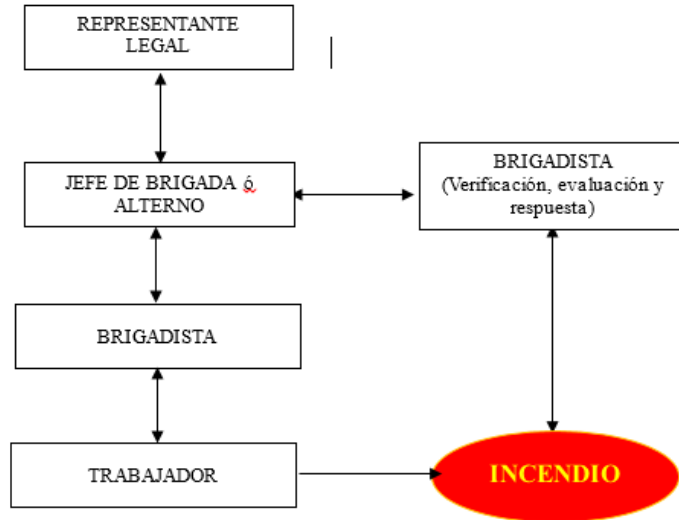 REPRESENTANTE
LEGAL
JEFE DE BRIGADA ó
ALTERNO
BRIGADISTA
(Verificación, evaluación y
respuesta)
BRIGADISTA
TRABAJADOR
INCENDIO